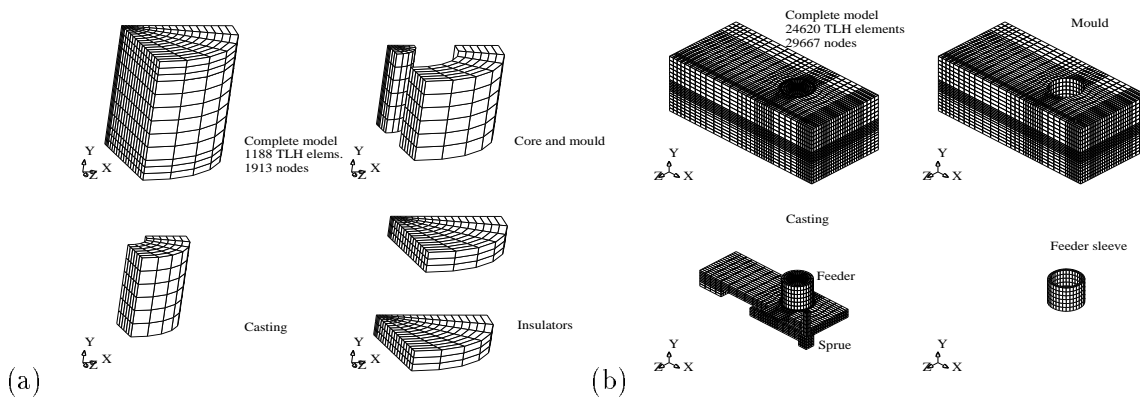 Complete model
1188 TLH elems.
1913 nodes
Y
X
Z
Core and mould
Y
X
Z
Casting
Y
X
Z
Insulators
Y
X
Z
(a)
Complete model
24620 TLH elements
29667 nodes
Y
Z
X
Mould
Y
Z
X
Casting
Feeder
Sprue
Y
Z
X
Feeder sleeve
Y
Z
X
(b)